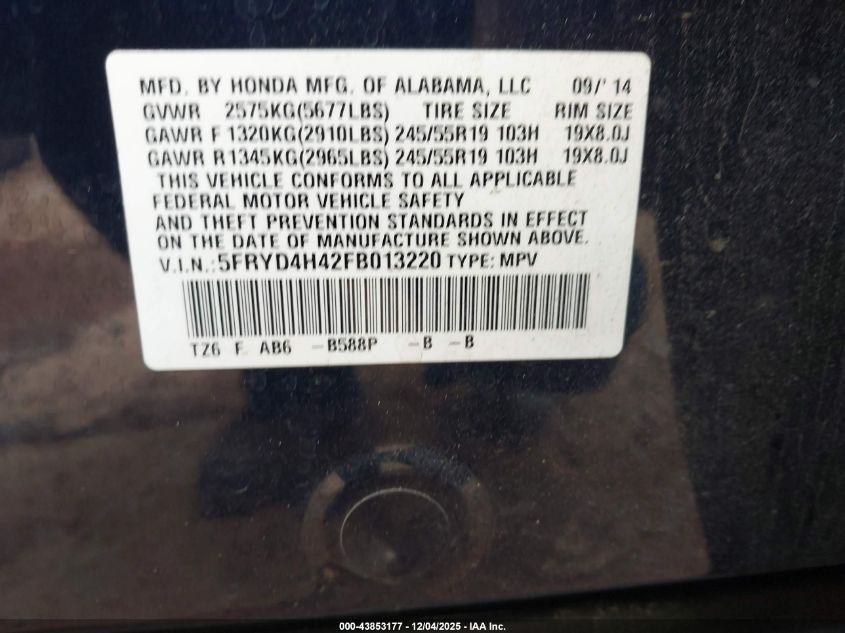 MFD. BY HONDA MFG. OF ALABAMA, LLC 09/'14
GVWR 2575KG(5677LBS) TIRE SIZE RIM SIZE
GAWR F 1320KG(2910LBS) 245/55R19 103H 19X8.0J
GAWR R1345KG(2965LBS) 245/55R19 103H 19X8.0J
THIS VEHICLE CONFORMS TO ALL APPLICABLE
FEDERAL MOTOR VEHICLE SAFETY
AND THEFT PREVENTION STANDARDS IN EFFECT
ON THE DATE OF MANUFACTURE SHOWN ABOVE.
V.I.N.: 5FRYD4H42FB013220 TYPE: MPV
TZ6 F AB6 -B588P -B -B
000-43853177 - 12/04/2025 - IAA Inc.